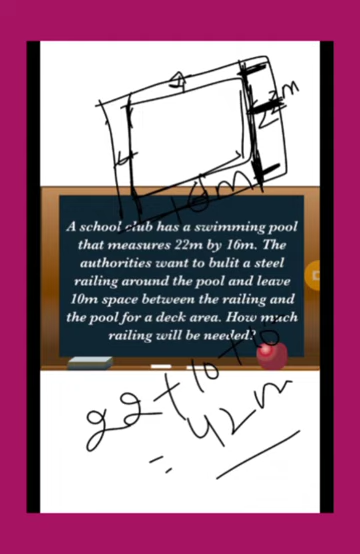 22m
16m
A school club has a swimming pool
that measures 22m by 16m. The
authorities want to bulit a steel
railing around the pool and leave
10m space between the railing and
the pool for a deck area. How much
railing will be needed?
22+10+10
= 42m